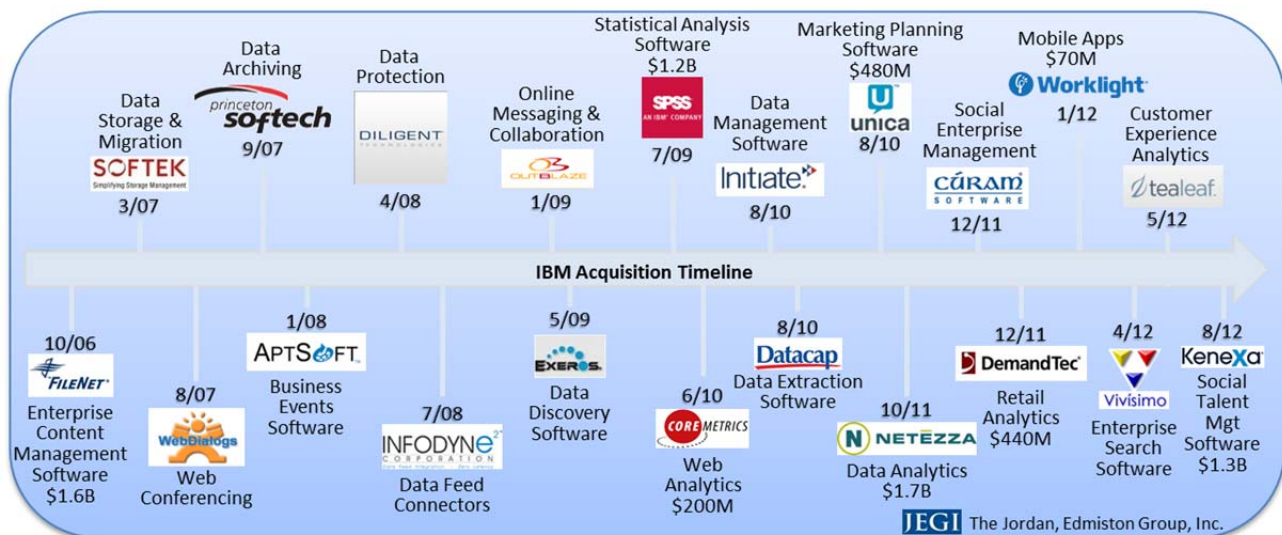 Data
Storage &
Migration
SOFTEK
Simplifying Storage Management
3/07
Data
Archiving
princeton
softech
9/07
Data
Protection
DILIGENT
TECHNOLOGIES
4/08
Online
Messaging &
Collaboration
OUTBLAZE
1/09
Statistical Analysis
Software
$1.2B
SPSS
AN IBM COMPANY
7/09
Data
Management
Software
Initiate
8/10
Marketing Planning
Software
$480M
unica
8/10
Social
Enterprise
Management
CÚRAM
SOFTWARE
12/11
Mobile Apps
$70M
Worklight
1/12
Customer
Experience
Analytics
tealeaf
5/12
IBM Acquisition Timeline
10/06
FILENET
Enterprise
Content
Management
Software
$1.6B
8/07
WebDialogs
Web
Conferencing
1/08
APTSOFT
Business
Events
Software
7/08
INFODYNe
CORPORATION
Data Feed Integration Zero Latency
Data Feed
Connectors
5/09
EXEROS
Data
Discovery
Software
6/10
COREMETRICS
Web
Analytics
$200M
8/10
Datacap
Data Extraction
Software
10/11
N NETEZZA
Data Analytics
$1.7B
12/11
DemandTec
Retail
Analytics
$440M
4/12
Vivisimo
Enterprise
Search
Software
8/12
KeneXa
Social
Talent
Mgt
Software
$1.3B
JEGI The Jordan, Edmiston Group, Inc.